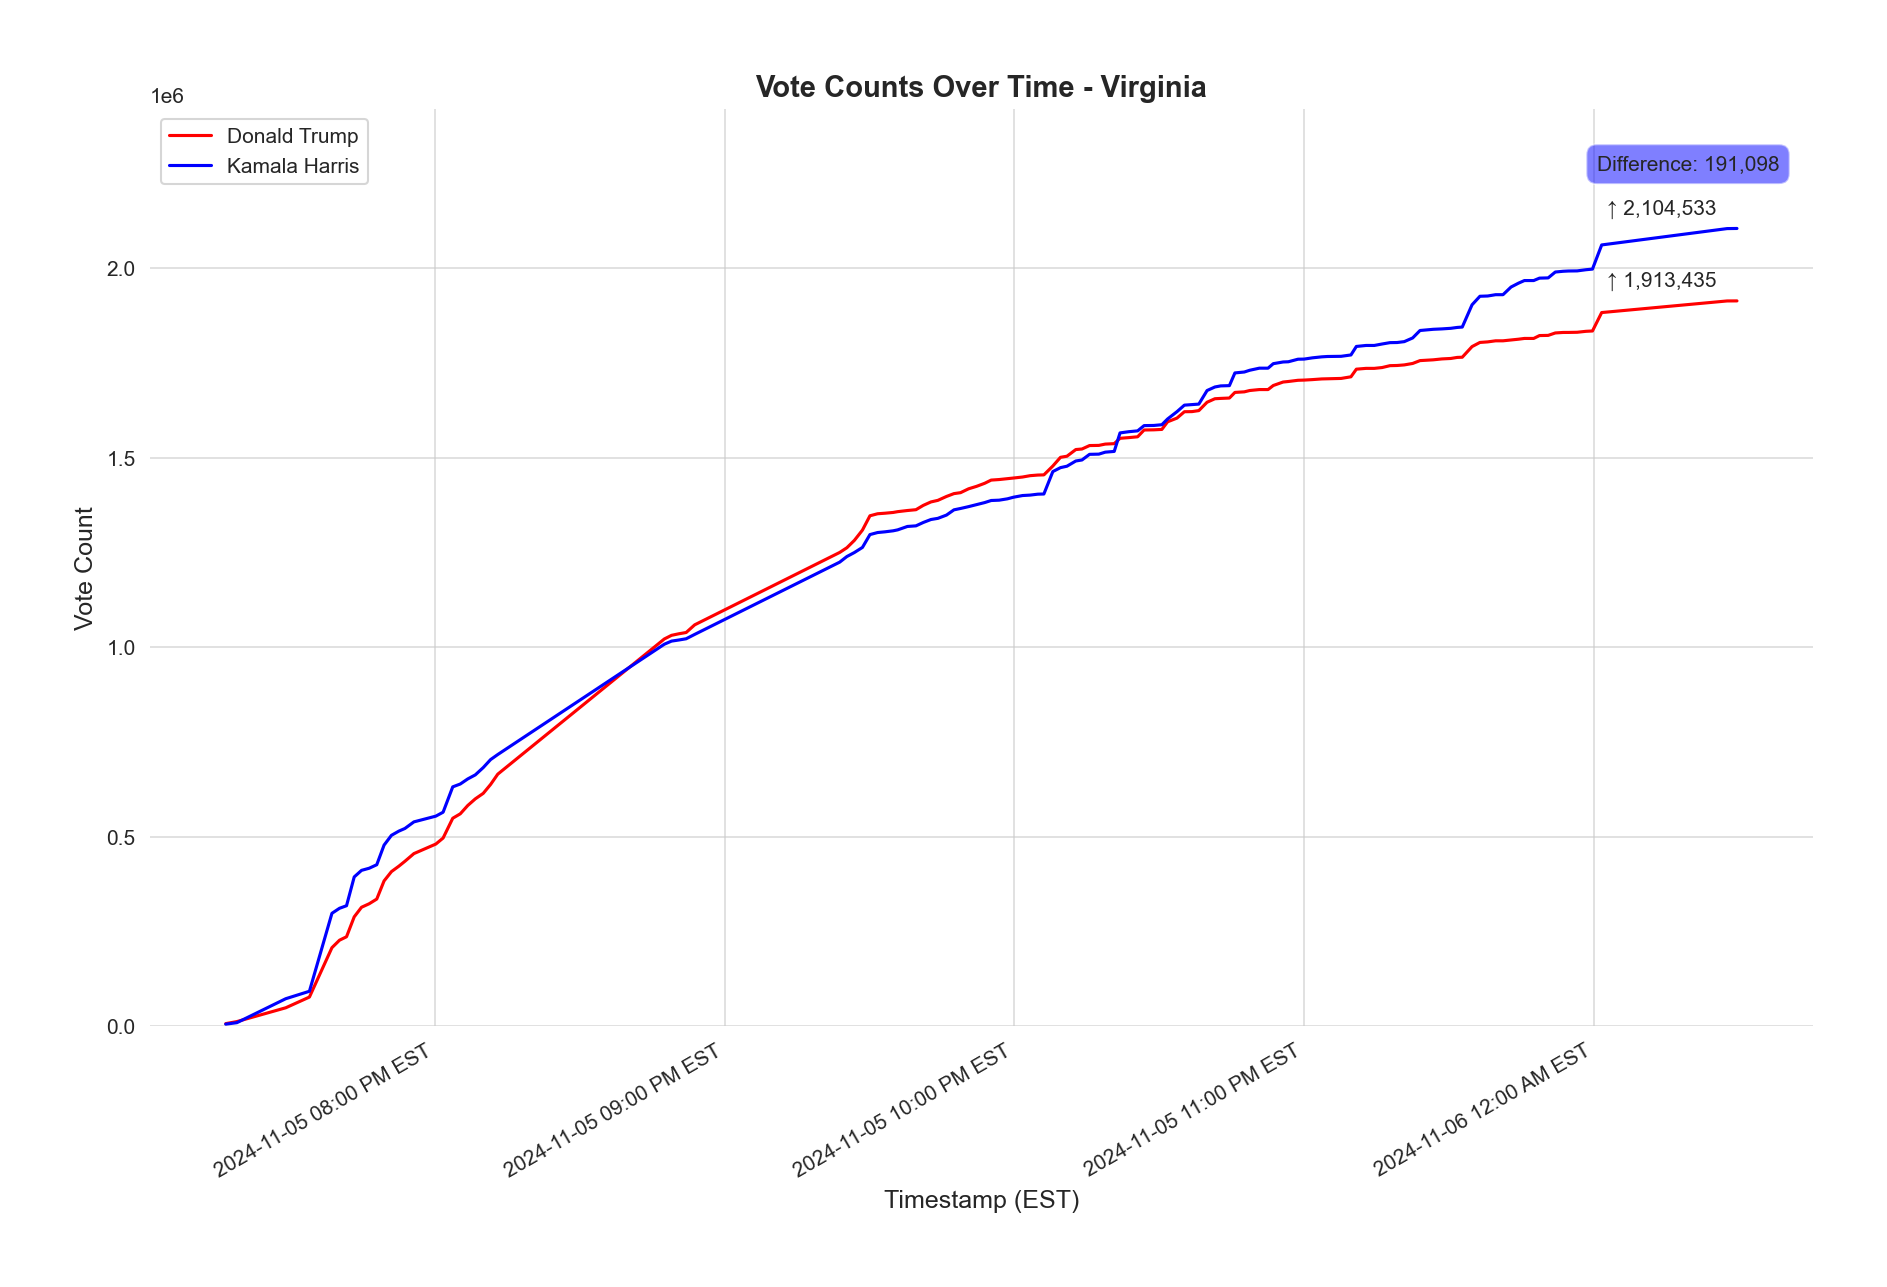 Vote Counts Over Time - Virginia
1e6
Donald Trump
Kamala Harris
Difference: 191,098
↑ 2,104,533
↑ 1,913,435
2.0
1.5
1.0
0.5
0.0
Vote Count
2024-11-05 08:00 PM EST
2024-11-05 09:00 PM EST
2024-11-05 10:00 PM EST
2024-11-05 11:00 PM EST
2024-11-06 12:00 AM EST
Timestamp (EST)